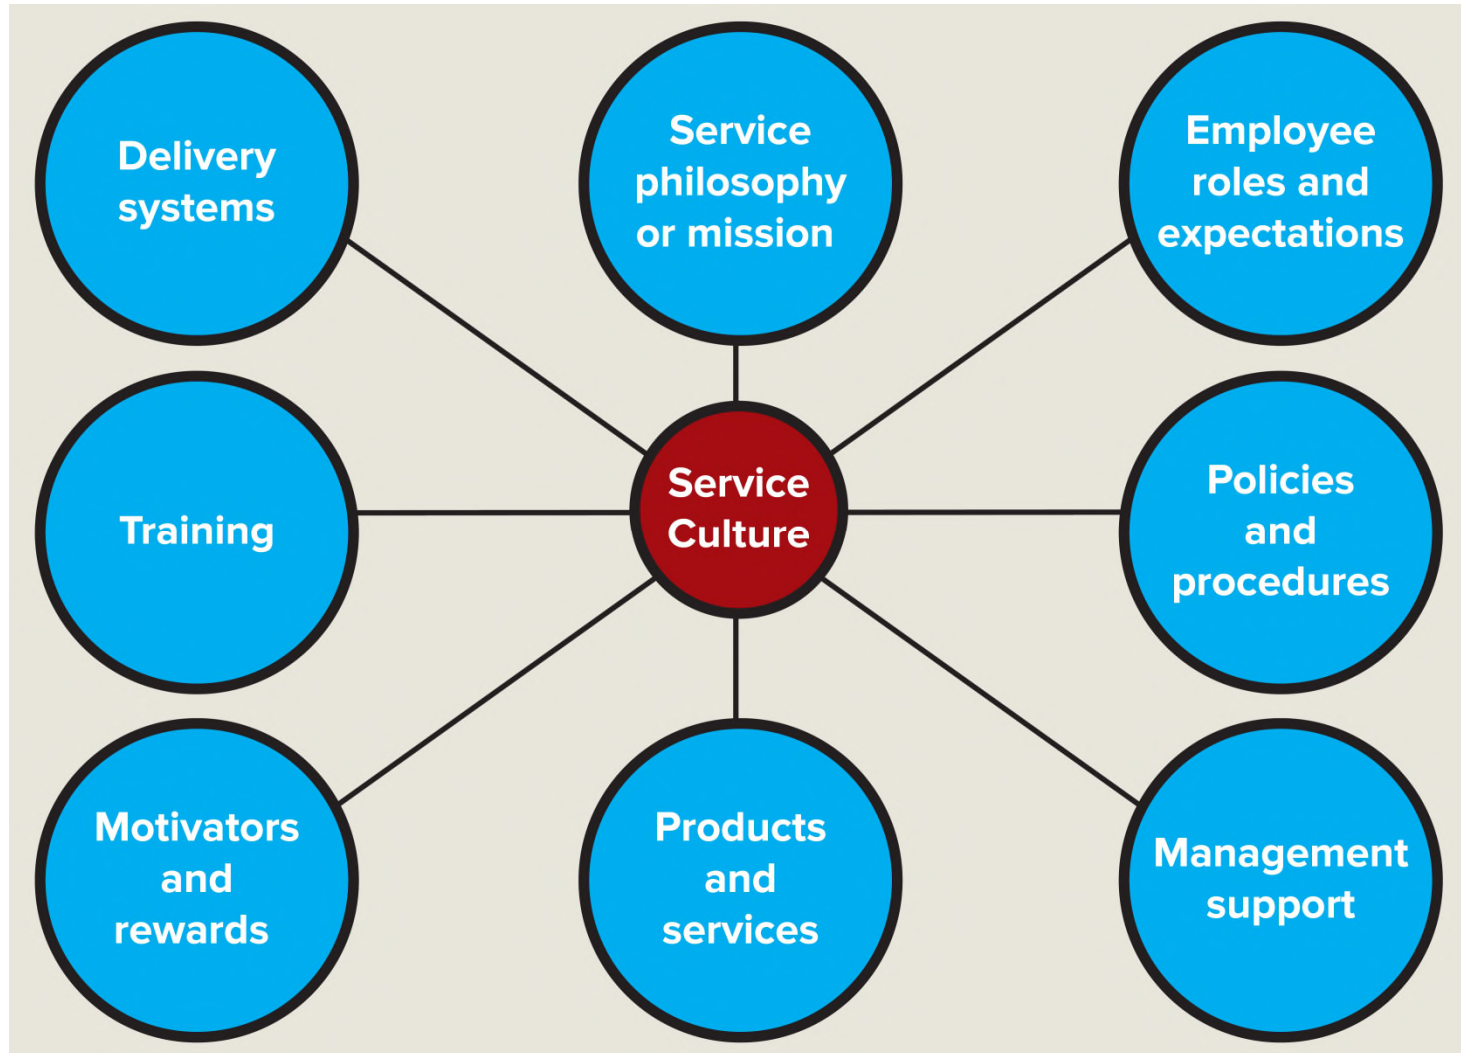 Delivery
systems
Service
philosophy
or mission
Employee
roles and
expectations
Training
Service
Culture
Policies
and
procedures
Motivators
and
rewards
Products
and
services
Management
support